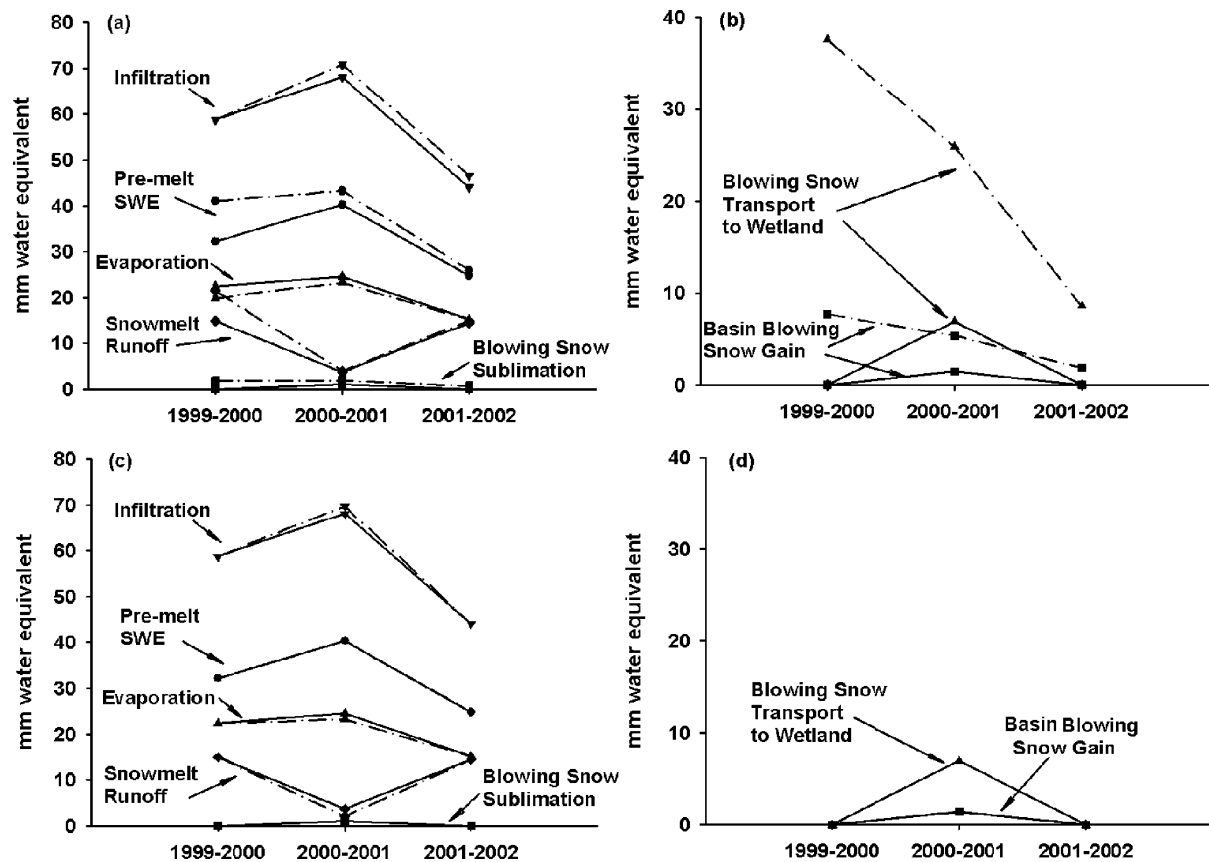 (a)
mm water equivalent
80
70
60
50
40
30
20
10
0
Infiltration
Pre-melt
SWE
Evaporation
Snowmelt
Runoff
Blowing Snow
Sublimation
1999-2000
2000-2001
2001-2002
(b)
mm water equivalent
40
30
20
10
0
Blowing Snow
Transport
to Wetland
Basin Blowing
Snow Gain
1999-2000
2000-2001
2001-2002
(c)
mm water equivalent
80
70
60
50
40
30
20
10
0
Infiltration
Pre-melt
SWE
Evaporation
Snowmelt
Runoff
Blowing Snow
Sublimation
1999-2000
2000-2001
2001-2002
(d)
mm water equivalent
40
30
20
10
0
Blowing Snow
Transport
to Wetland
Basin Blowing
Snow Gain
1999-2000
2000-2001
2001-2002